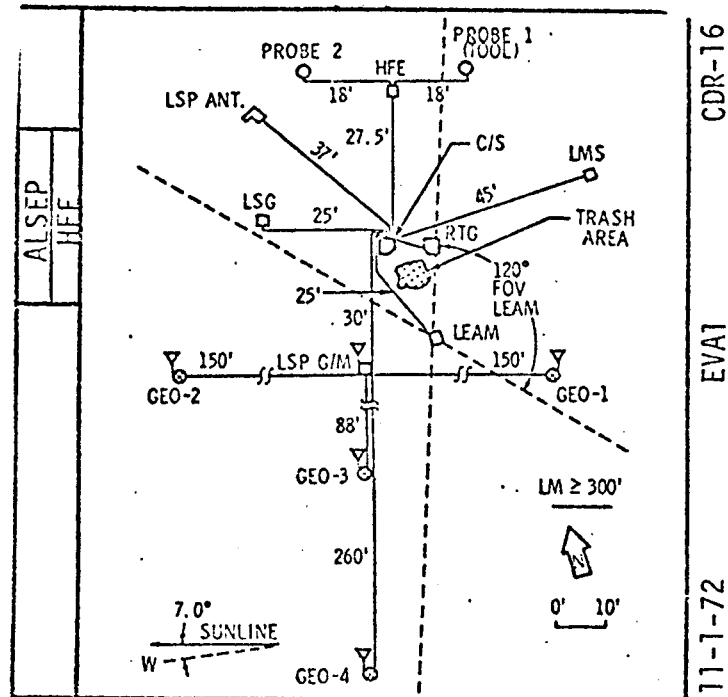 CDR-16
EVA1
11-1-72
ALSEP
HFE
PROBE 2
PROBE 1
(TOOL)
HFE
18'
18'
LSP ANT.
27.5'
37'
C/S
LMS
45'
LSG
25'
RTG
TRASH
AREA
120°
FOV
LEAM
25'
30'
LEAM
150'
LSP G/M
150'
GEO-2
GEO-1
88'
GEO-3
LM ≥ 300'
260'
7.0°
SUNLINE
W
0' 10'
GEO-4